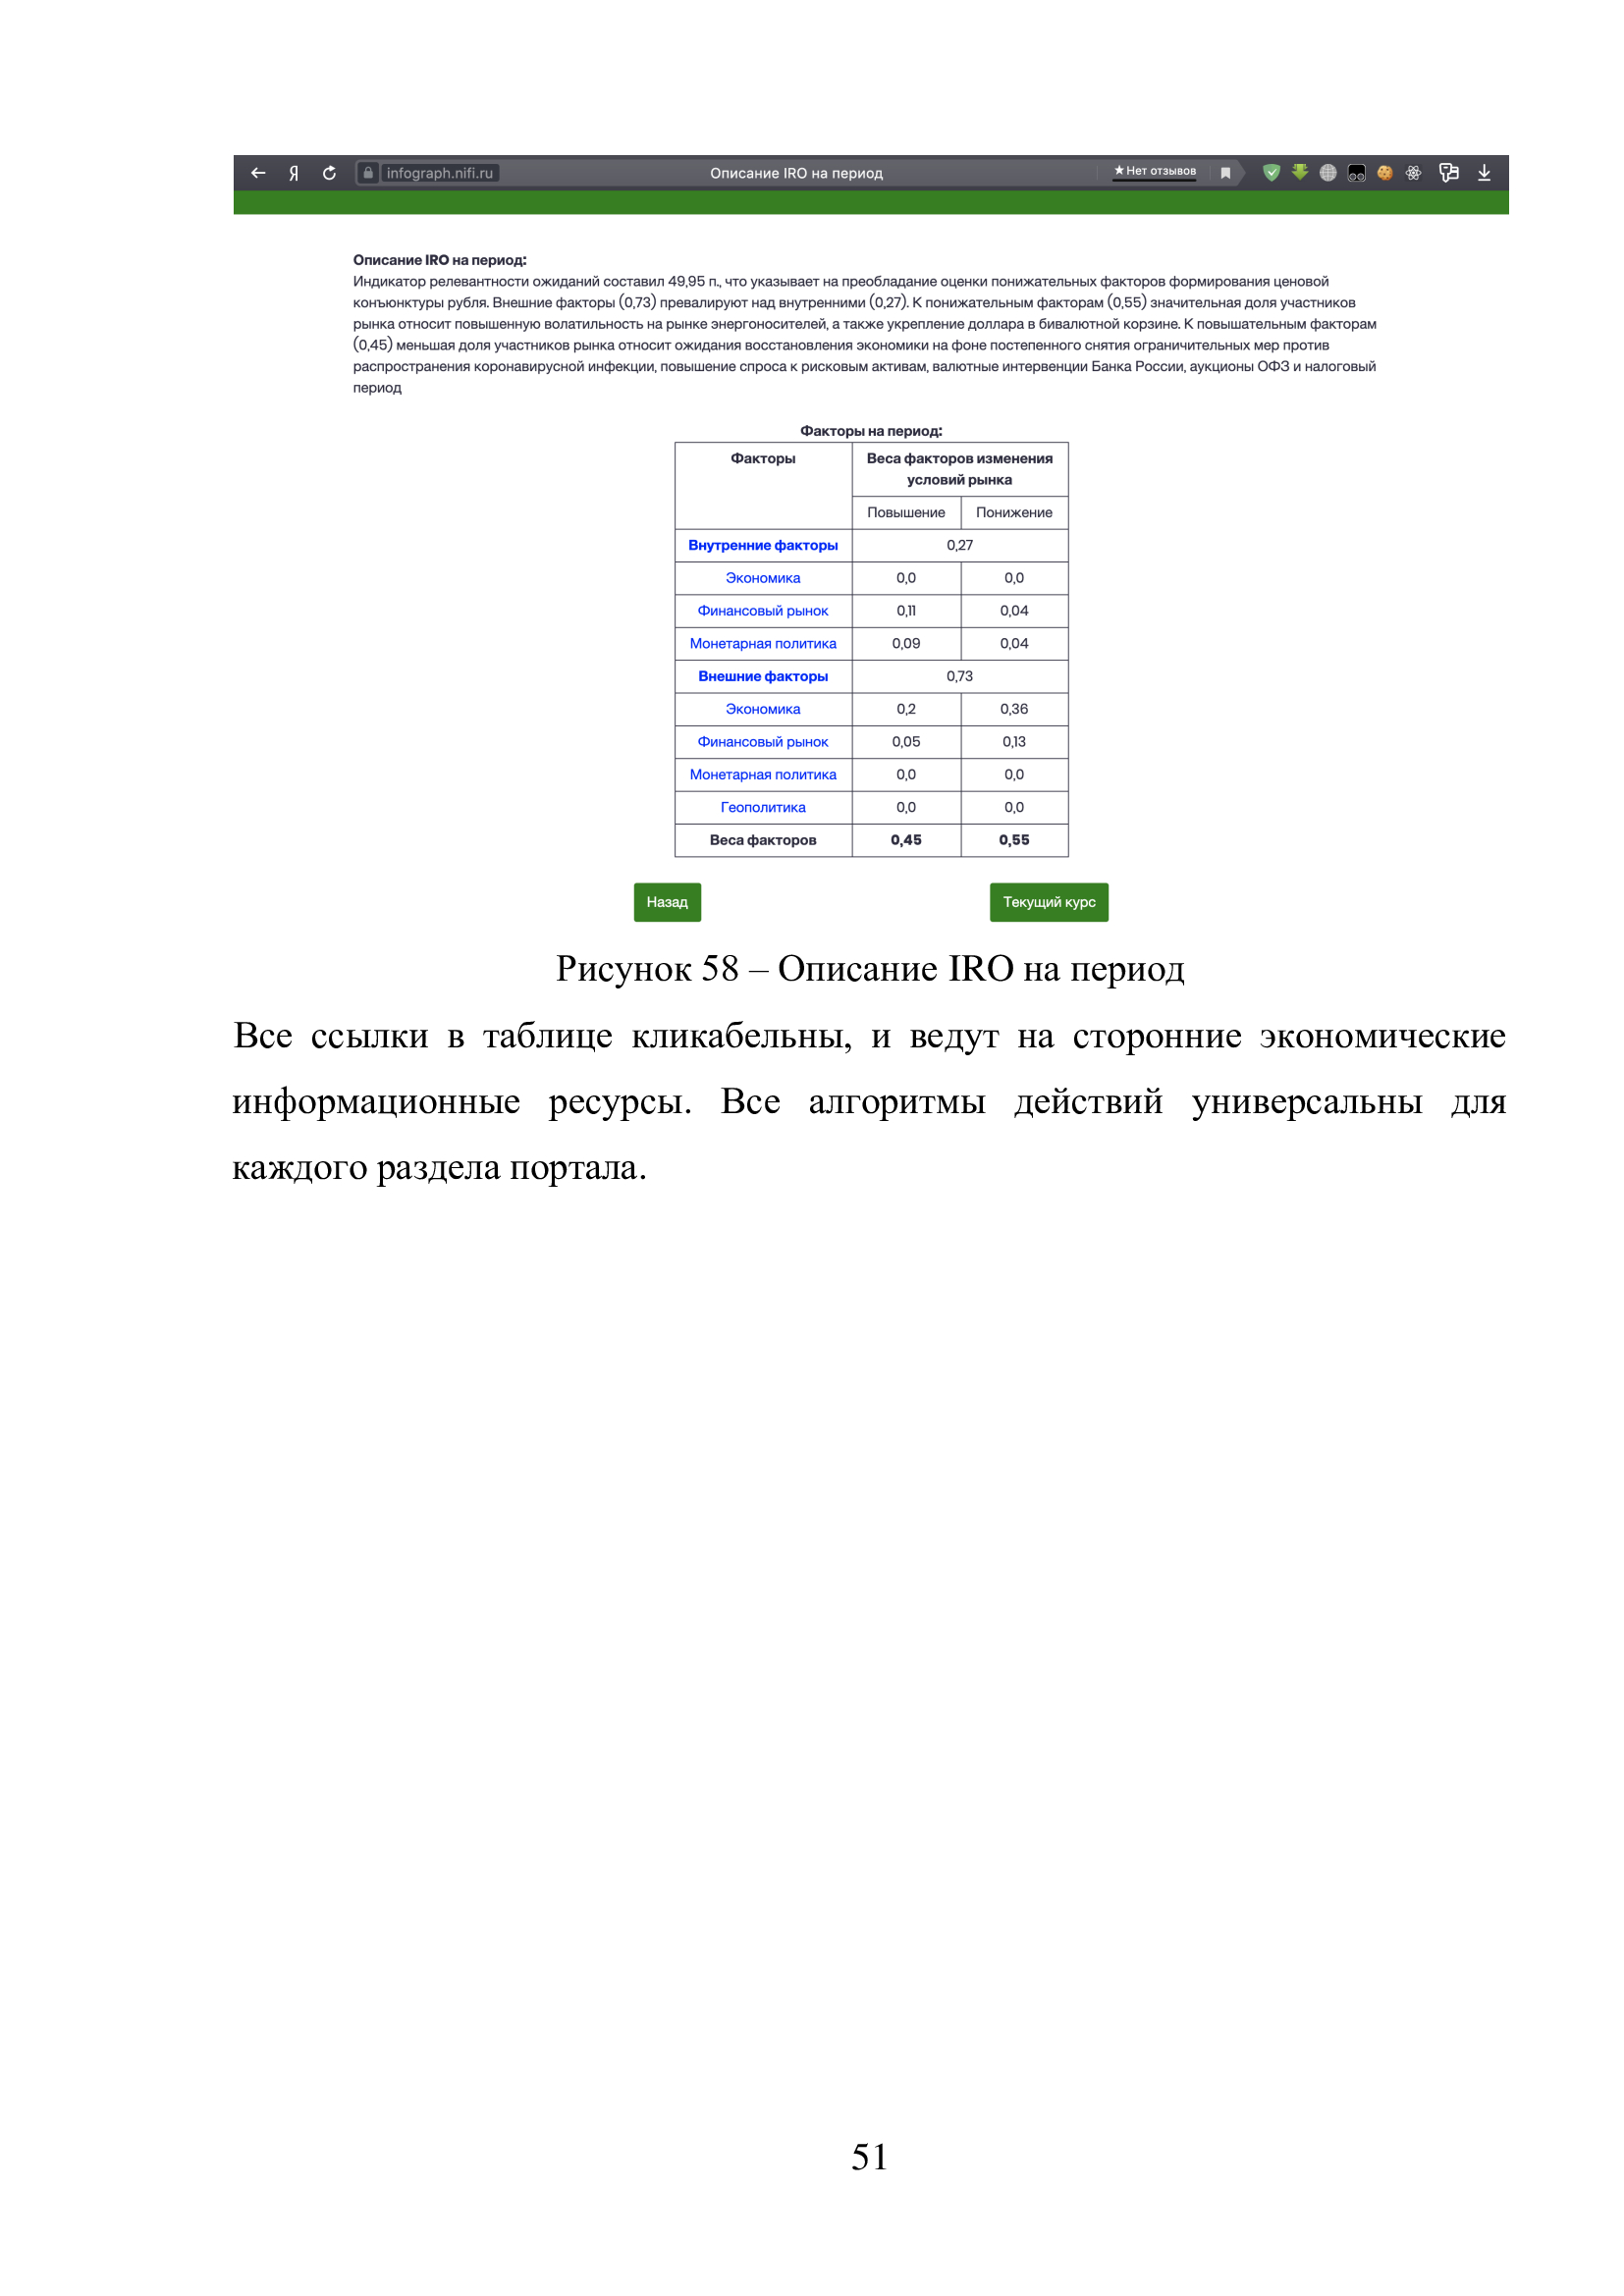 Я infograph.nifi.ru Описание IRO на период ★ Нет отзывов
Описание IRO на период:
Индикатор релевантности ожиданий составил 49,95 п., что указывает на преобладание оценки понижательных факторов формирования ценовой
конъюнктуры рубля. Внешние факторы (0,73) превалируют над внутренними (0,27). К понижательным факторам (0,55) значительная доля участников
рынка относит повышенную волатильность на рынке энергоносителей, а также укрепление доллара в бивалютной корзине. К повышательным факторам
(0,45) меньшая доля участников рынка относит ожидания восстановления экономики на фоне постепенного снятия ограничительных мер против
распространения коронавирусной инфекции, повышение спроса к рисковым активам, валютные интервенции Банка России, аукционы ОФЗ и налоговый
период
Факторы на период:
Факторы Веса факторов изменения
условий рынка
Повышение Понижение
Внутренние факторы 0,27
Экономика 0,0 0,0
Финансовый рынок 0,11 0,04
Монетарная политика 0,09 0,04
Внешние факторы 0,73
Экономика 0,2 0,36
Финансовый рынок 0,05 0,13
Монетарная политика 0,0 0,0
Геополитика 0,0 0,0
Веса факторов 0,45 0,55
Назад Текущий курс
Рисунок 58 – Описание IRO на период
Все ссылки в таблице кликабельны, и ведут на сторонние экономические
информационные ресурсы. Все алгоритмы действий универсальны для
каждого раздела портала.
51